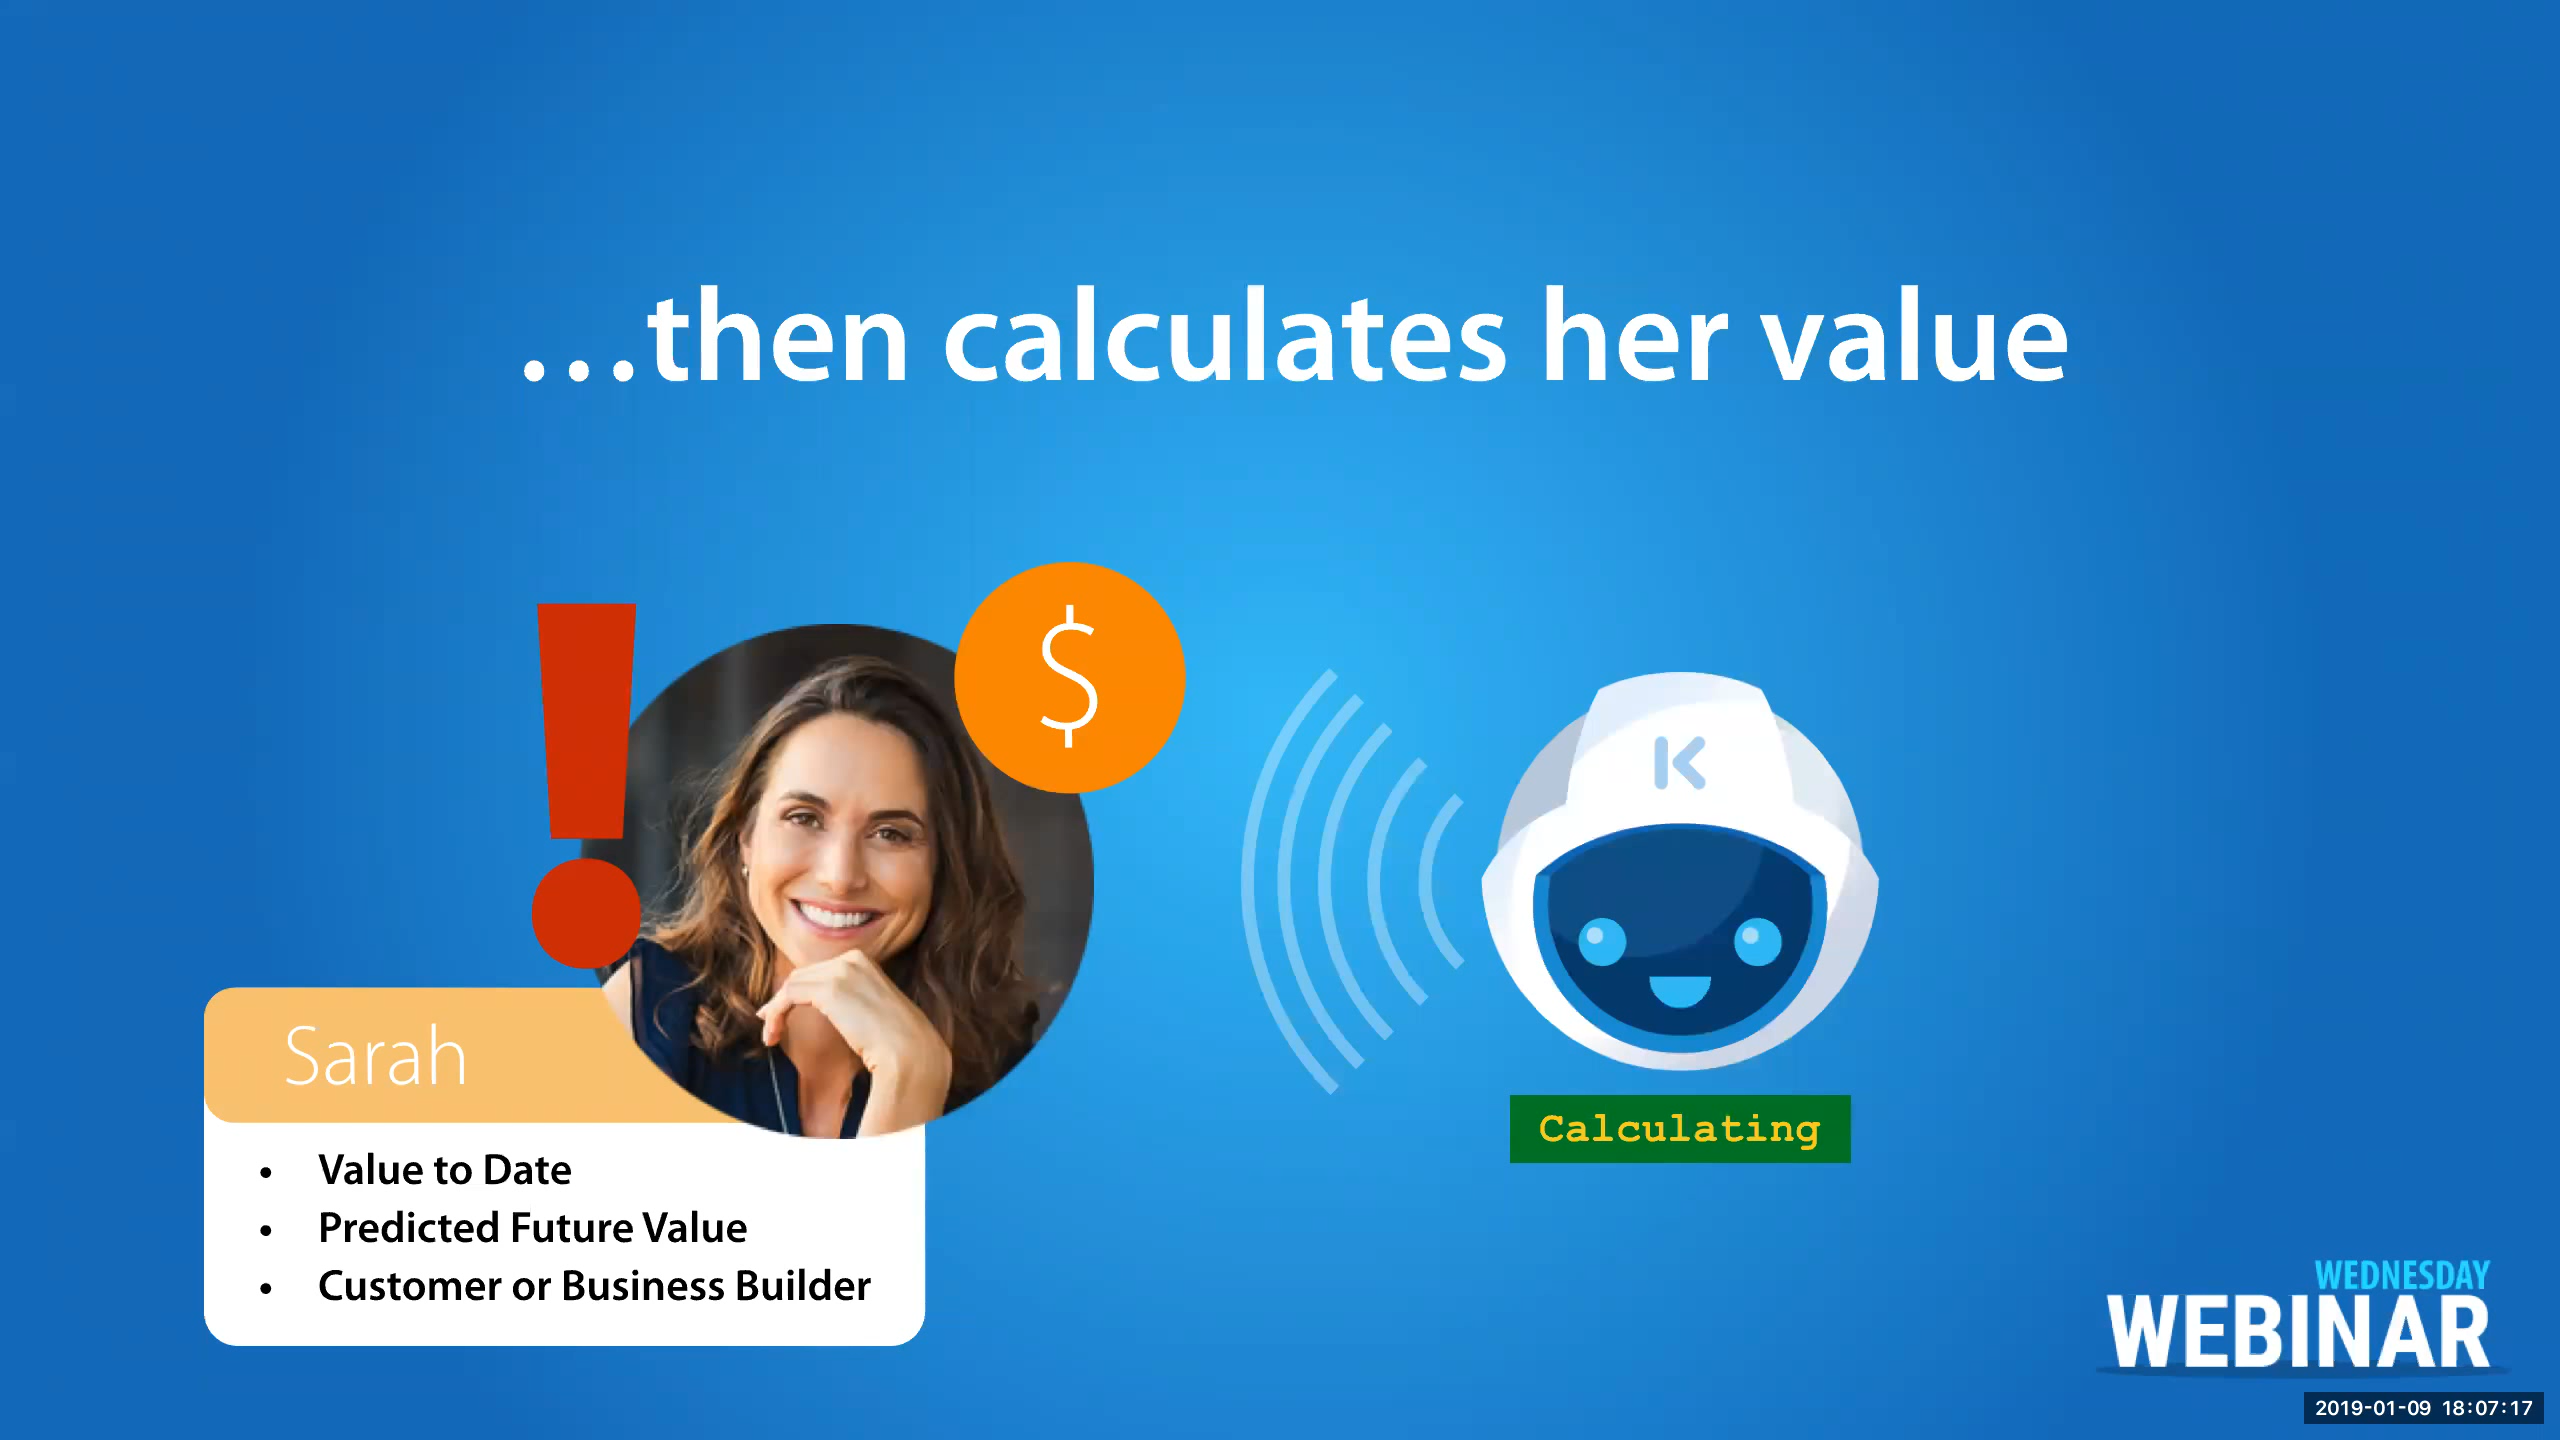 …then calculates her value
$
!
K
Sarah
• Value to Date
• Predicted Future Value
• Customer or Business Builder
Calculating
WEDNESDAY
WEBINAR
2019-01-09 18:07:17